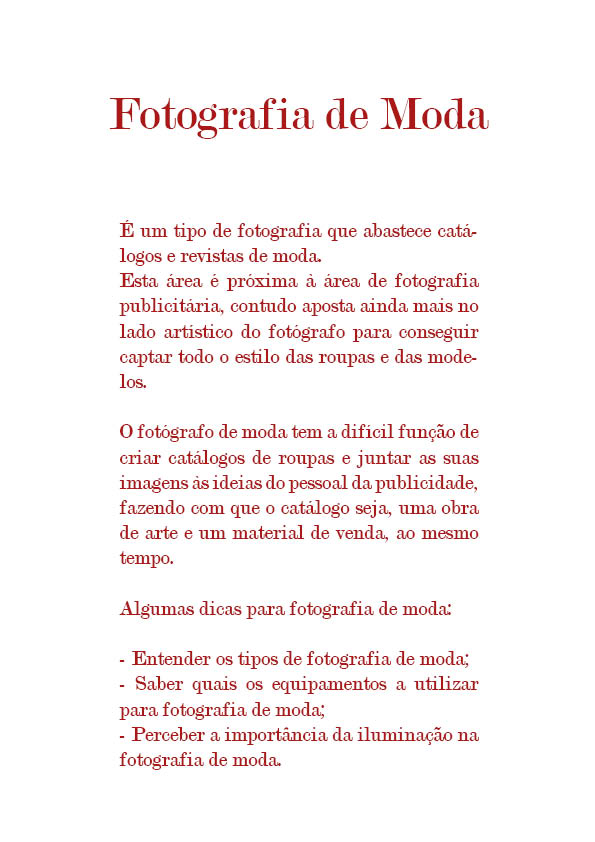 Fotografia de Moda
É um tipo de fotografia que abastece catá-
logos e revistas de moda.
Esta área é próxima à área de fotografia
publicitária, contudo aposta ainda mais no
lado artístico do fotógrafo para conseguir
captar todo o estilo das roupas e das mode-
los.
O fotógrafo de moda tem a difícil função de
criar catálogos de roupas e juntar as suas
imagens às ideias do pessoal da publicidade,
fazendo com que o catálogo seja, uma obra
de arte e um material de venda, ao mesmo
tempo.
Algumas dicas para fotografia de moda:
- Entender os tipos de fotografia de moda;
- Saber quais os equipamentos a utilizar
para fotografia de moda;
- Perceber a importância da iluminação na
fotografia de moda.